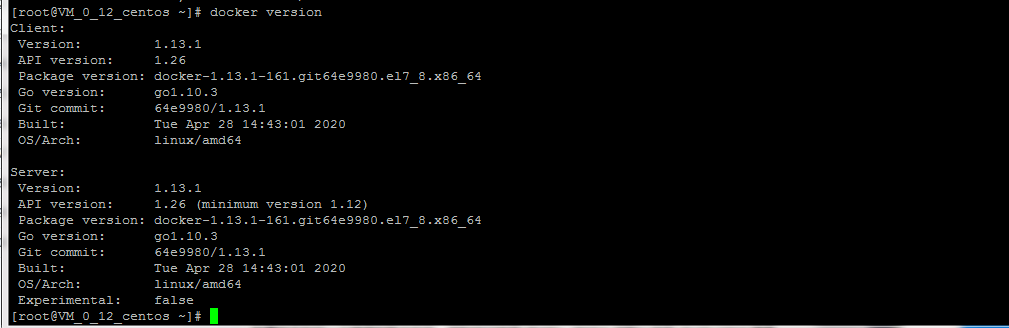 [root@VM_0_12_centos ~]# docker version
Client:
 Version:         1.13.1
 API version:     1.26
 Package version: docker-1.13.1-161.git64e9980.el7_8.x86_64
 Go version:      go1.10.3
 Git commit:      64e9980/1.13.1
 Built:           Tue Apr 28 14:43:01 2020
 OS/Arch:         linux/amd64

Server:
 Version:         1.13.1
 API version:     1.26 (minimum version 1.12)
 Package version: docker-1.13.1-161.git64e9980.el7_8.x86_64
 Go version:      go1.10.3
 Git commit:      64e9980/1.13.1
 Built:           Tue Apr 28 14:43:01 2020
 OS/Arch:         linux/amd64
 Experimental:    false
[root@VM_0_12_centos ~]#